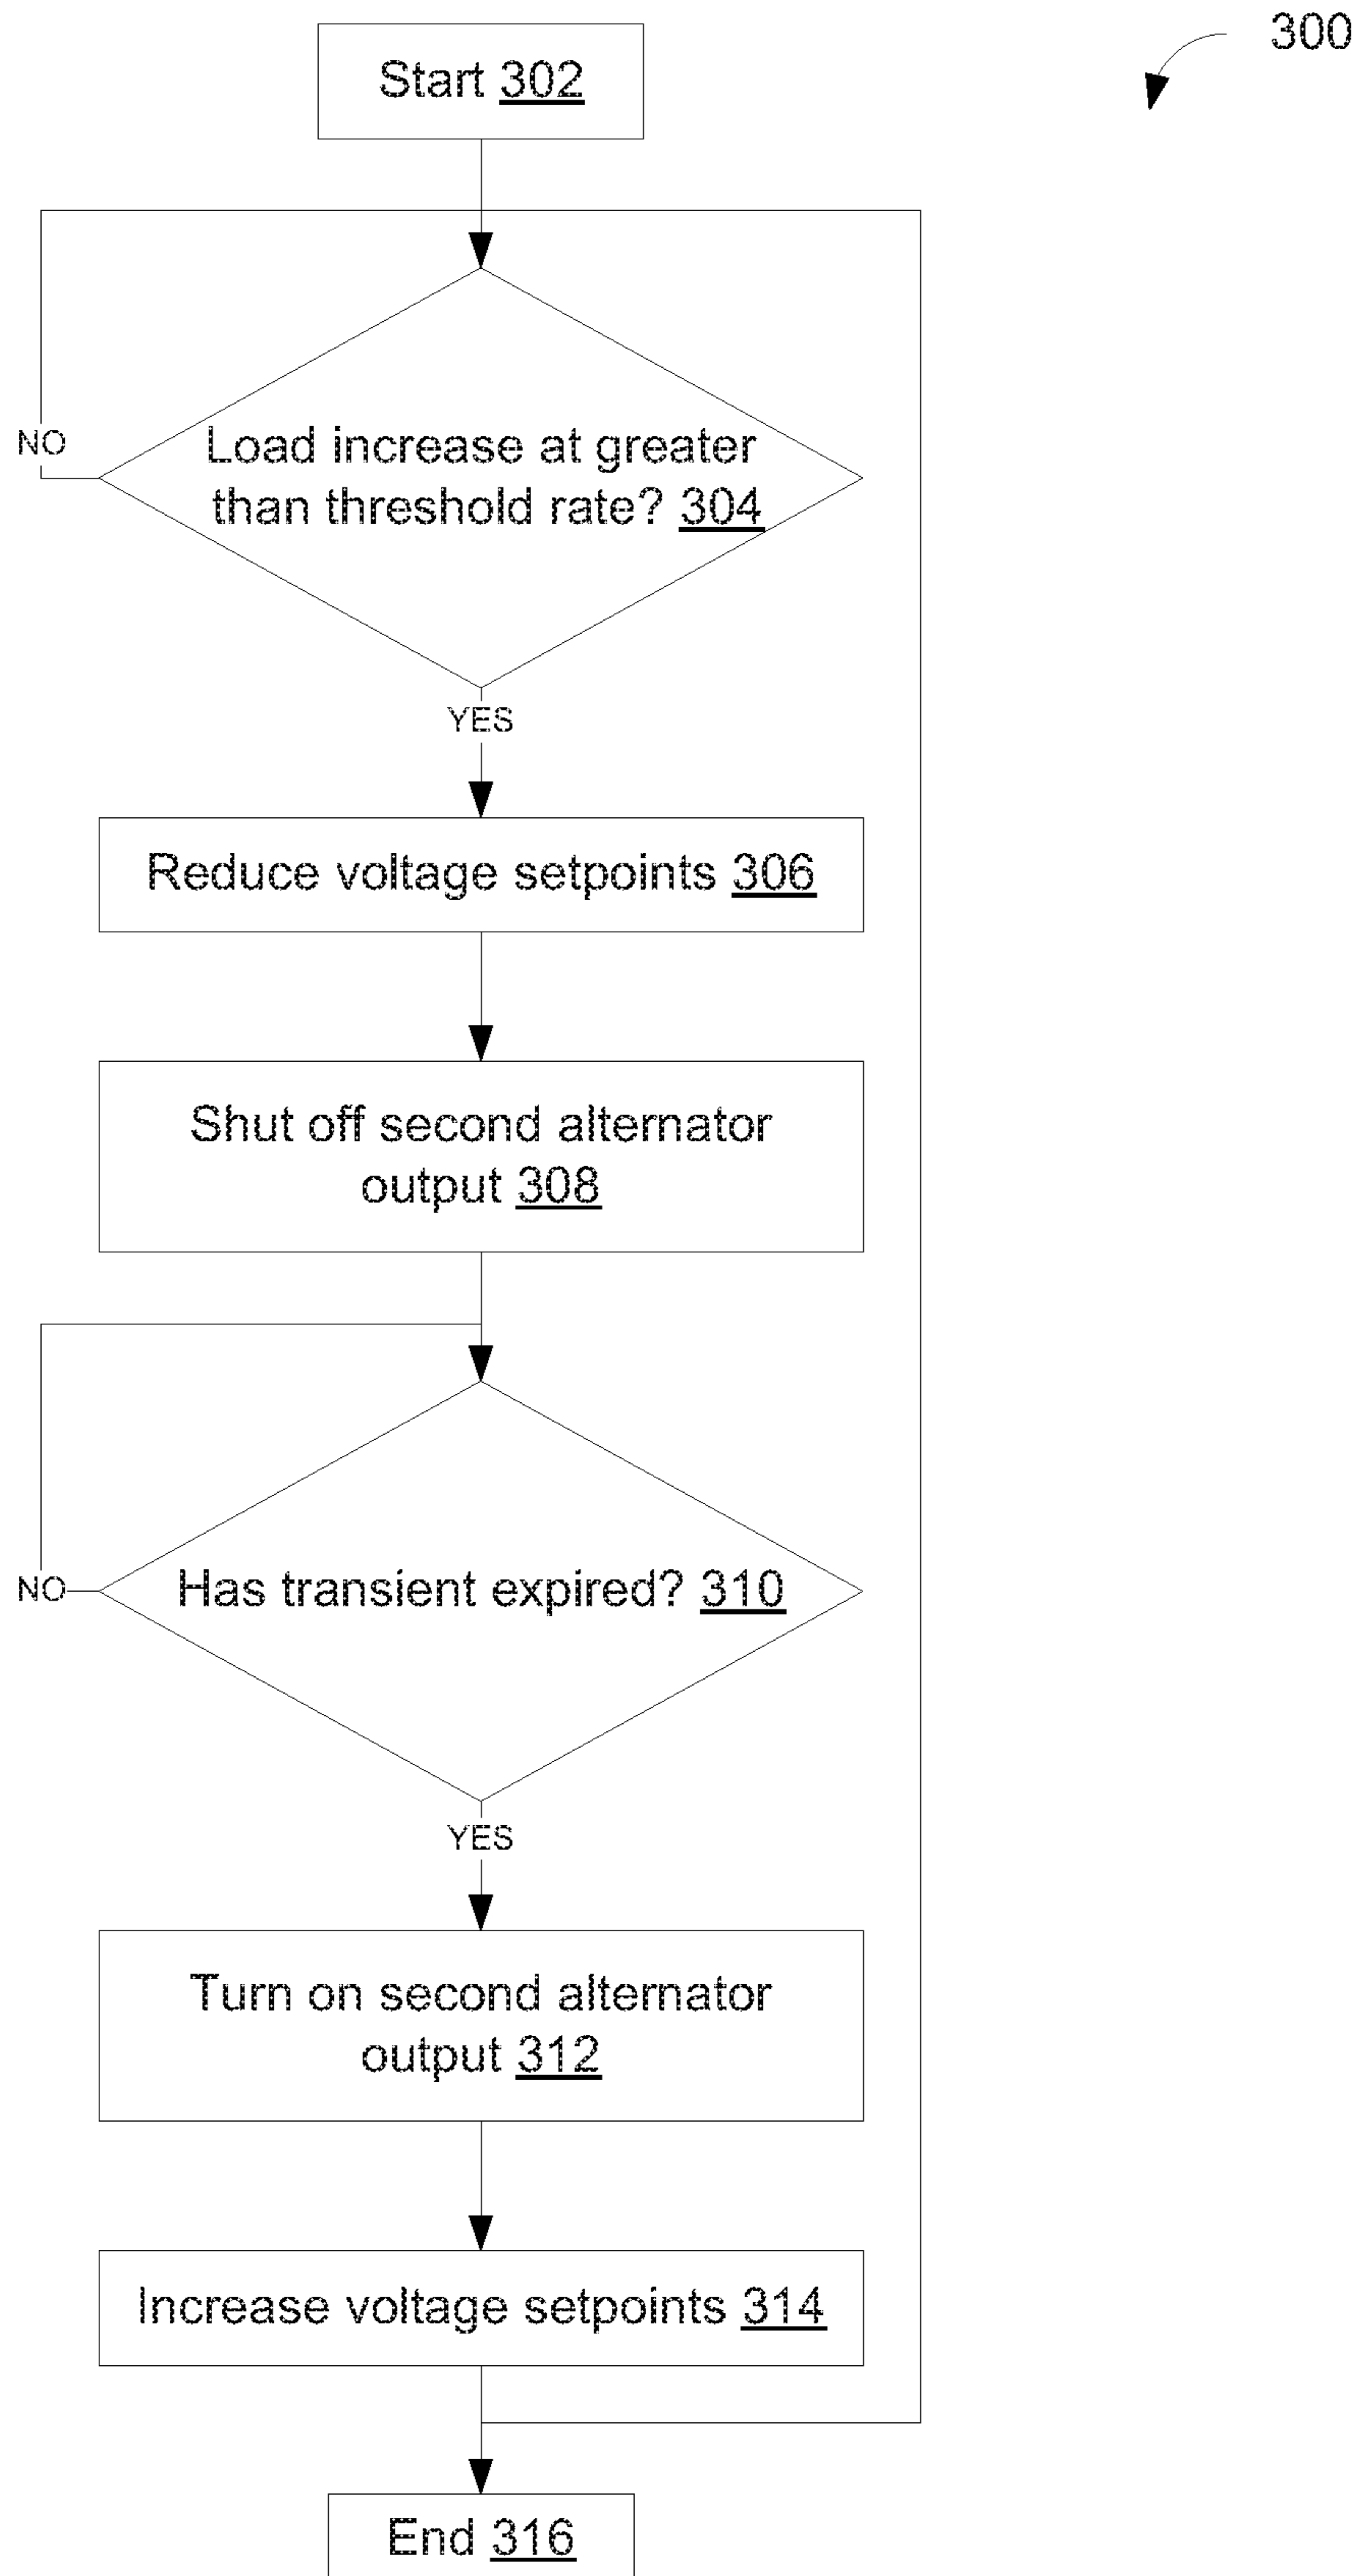 300
Start 302
Load increase at greater
than threshold rate? 304
NO
YES
Reduce voltage setpoints 306
Shut off second alternator
output 308
Has transient expired? 310
NO
YES
Turn on second alternator
output 312
Increase voltage setpoints 314
End 316